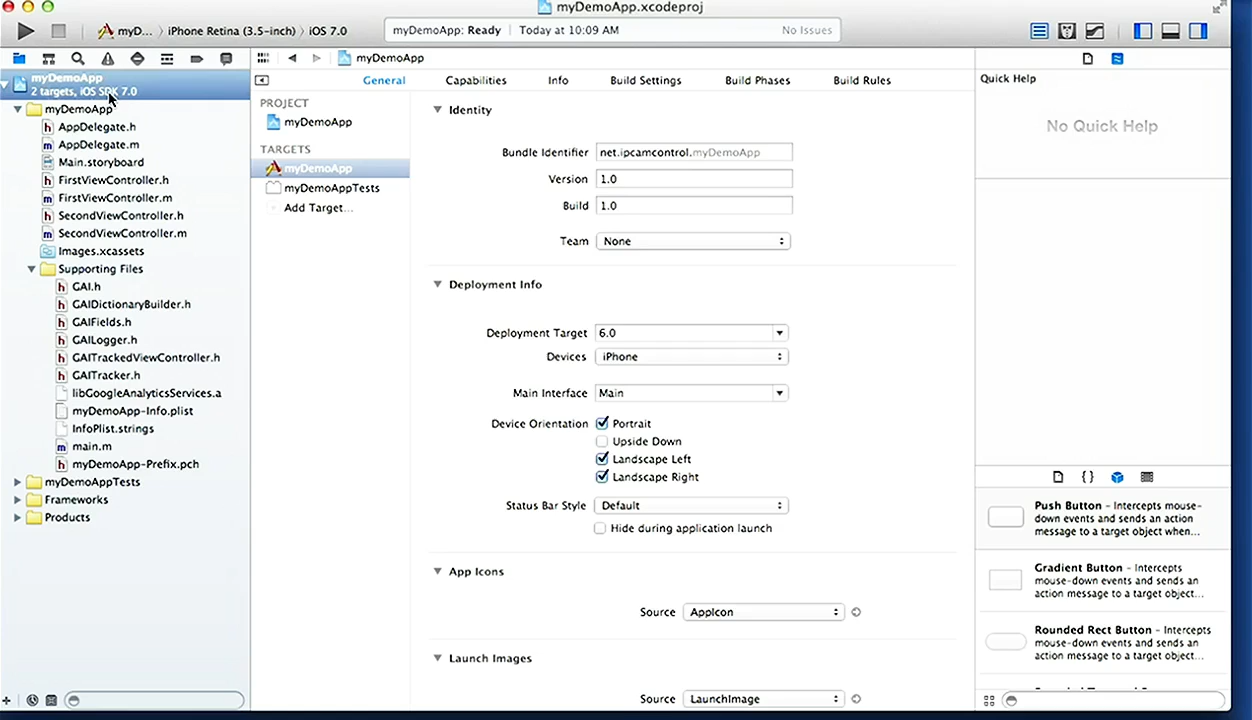 myDemoApp.xcodeproj
myD... iPhone Retina (3.5-inch) iOS 7.0
myDemoApp: Ready Today at 10:09 AM No Issues
myDemoApp
2 targets, iOS SDK 7.0
myDemoApp
AppDelegate.h
AppDelegate.m
Main.storyboard
FirstViewController.h
FirstViewController.m
SecondViewController.h
SecondViewController.m
Images.xcassets
Supporting Files
GAI.h
GAIDictionaryBuilder.h
GAIFields.h
GAILogger.h
GAITrackedViewController.h
GAITracker.h
libGoogleAnalyticsServices.a
myDemoApp-Info.plist
InfoPlist.strings
main.m
myDemoApp-Prefix.pch
myDemoAppTests
Frameworks
Products
myDemoApp
General Capabilities Info Build Settings Build Phases Build Rules
PROJECT
myDemoApp
TARGETS
myDemoApp
myDemoAppTests
Add Target...
Identity
Bundle Identifier net.ipcamcontrol.myDemoApp
Version 1.0
Build 1.0
Team None
Deployment Info
Deployment Target 6.0
Devices iPhone
Main Interface Main
Device Orientation Portrait
Upside Down
Landscape Left
Landscape Right
Status Bar Style Default
Hide during application launch
App Icons
Source AppIcon
Launch Images
Source LaunchImage
Quick Help
No Quick Help
{}
Push Button - Intercepts mouse-
down events and sends an action
message to a target object when...
Gradient Button - Intercepts
mouse-down events and sends an
action message to a target object...
Rounded Rect Button - Intercepts
mouse-down events and sends an
action message to a target object...